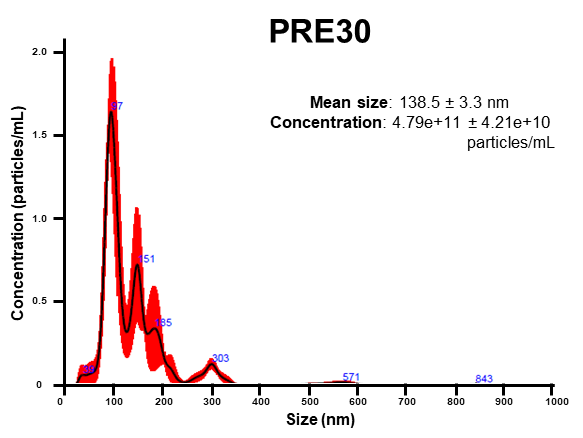 PRE30
Mean size: 138.5 ± 3.3 nm
Concentration: 4.79e+11 ± 4.21e+10
particles/mL
Concentration (particles/mL)
2.0
1.5
1.0
0.5
0
97
151
185
303
571
843
0 100 200 300 400 500 600 700 800 900 1000
Size (nm)